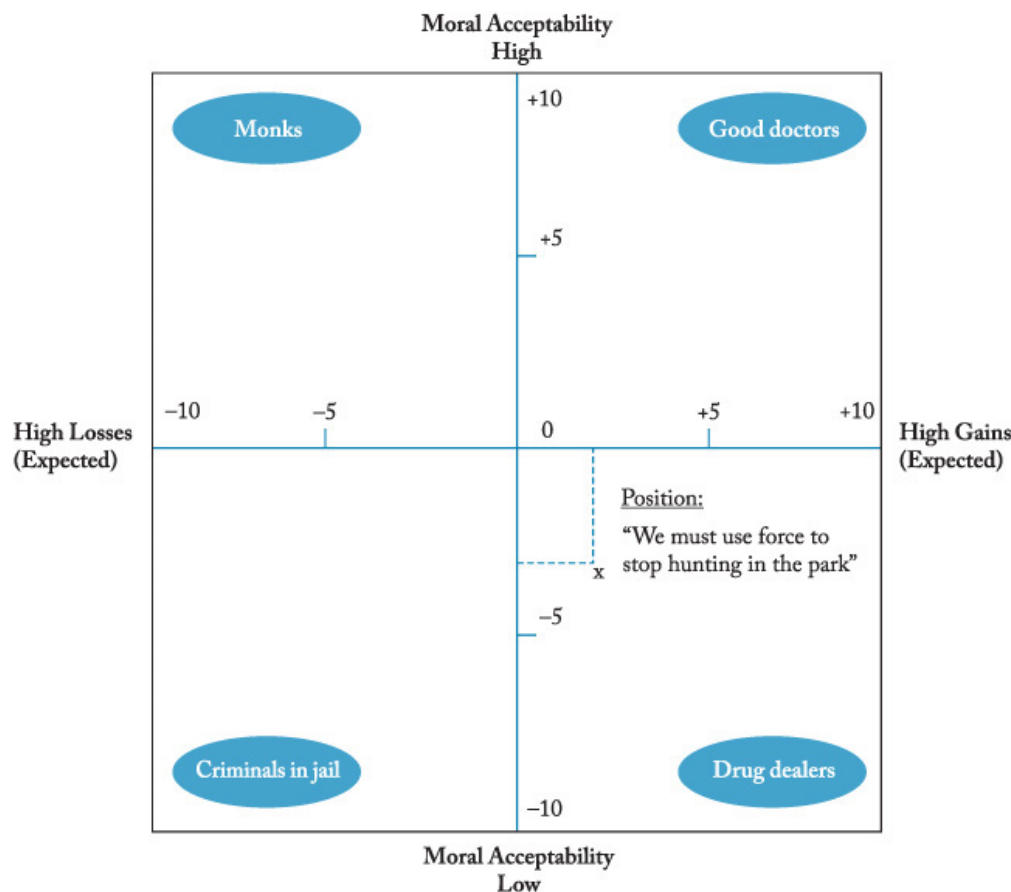 Moral Acceptability
High
+10
Monks
Good doctors
+5
–10
–5
0
+5
+10
High Losses
(Expected)
High Gains
(Expected)
Position:
“We must use force to
stop hunting in the park”
x
–5
Criminals in jail
Drug dealers
–10
Moral Acceptability
Low